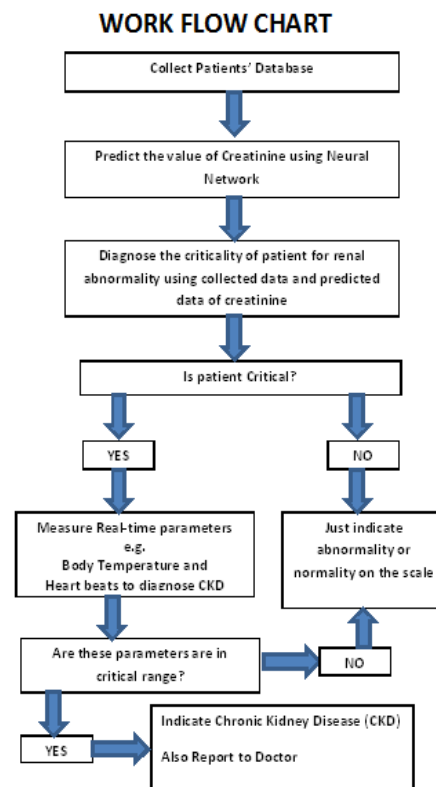 WORK FLOW CHART
Collect Patients' Database
Predict the value of Creatinine using Neural
Network
Diagnose the criticality of patient for renal
abnormality using collected data and predicted
data of creatinine
Is patient Critical?
YES
NO
Measure Real-time parameters
e.g.
Body Temperature and
Heart beats to diagnose CKD
Just indicate
abnormality or
normality on the scale
Are these parameters are in
critical range?
NO
YES
Indicate Chronic Kidney Disease (CKD)
Also Report to Doctor